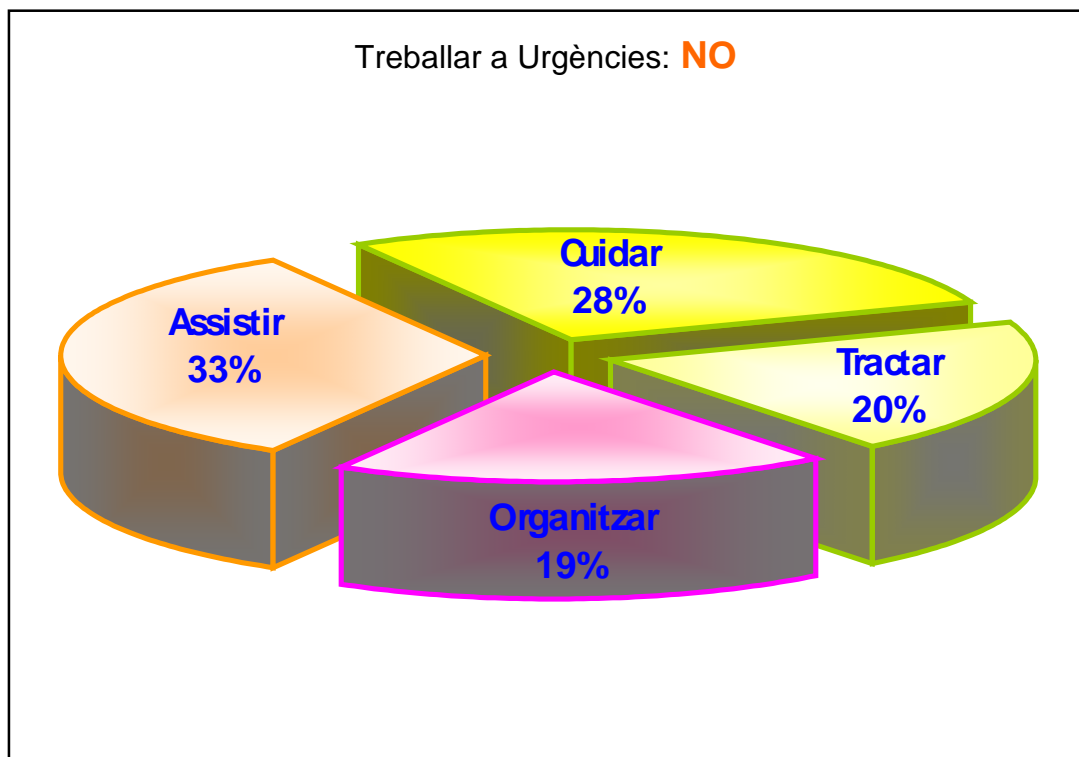 Treballar a Urgències: NO
Cuidar
28%
Assistir
33%
Tractar
20%
Organitzar
19%